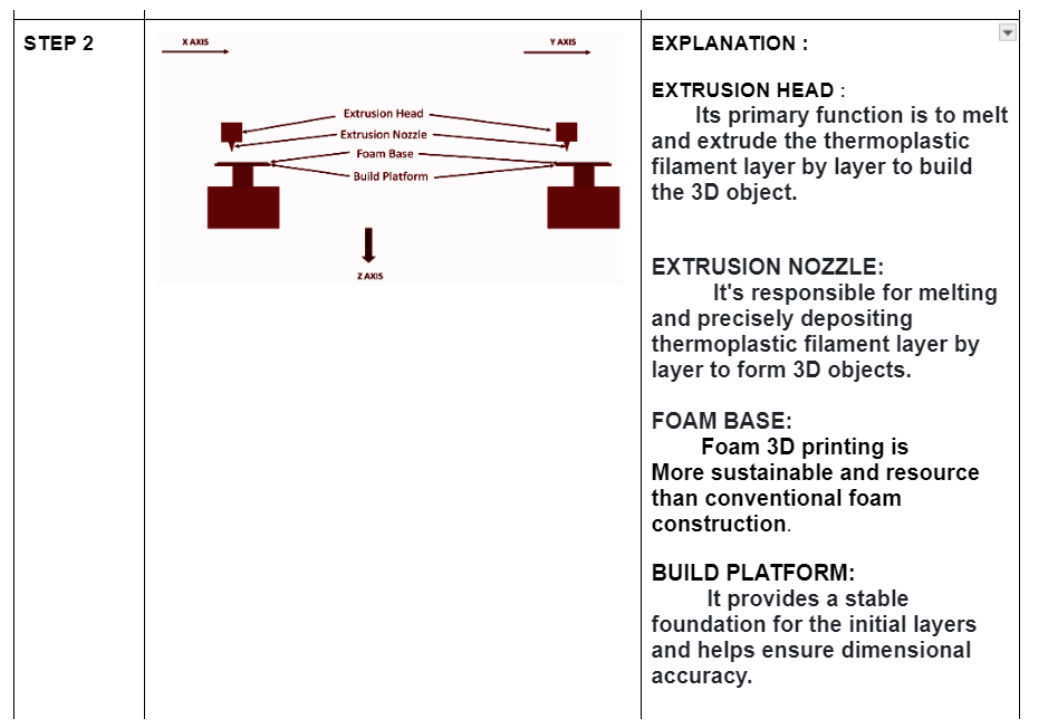 STEP 2
X AXIS
Y AXIS
Extrusion Head
Extrusion Nozzle
Foam Base
Build Platform
Z AXIS
EXPLANATION :
EXTRUSION HEAD :
Its primary function is to melt
and extrude the thermoplastic
filament layer by layer to build
the 3D object.
EXTRUSION NOZZLE:
It's responsible for melting
and precisely depositing
thermoplastic filament layer by
layer to form 3D objects.
FOAM BASE:
Foam 3D printing is
More sustainable and resource
than conventional foam
construction.
BUILD PLATFORM:
It provides a stable
foundation for the initial layers
and helps ensure dimensional
accuracy.